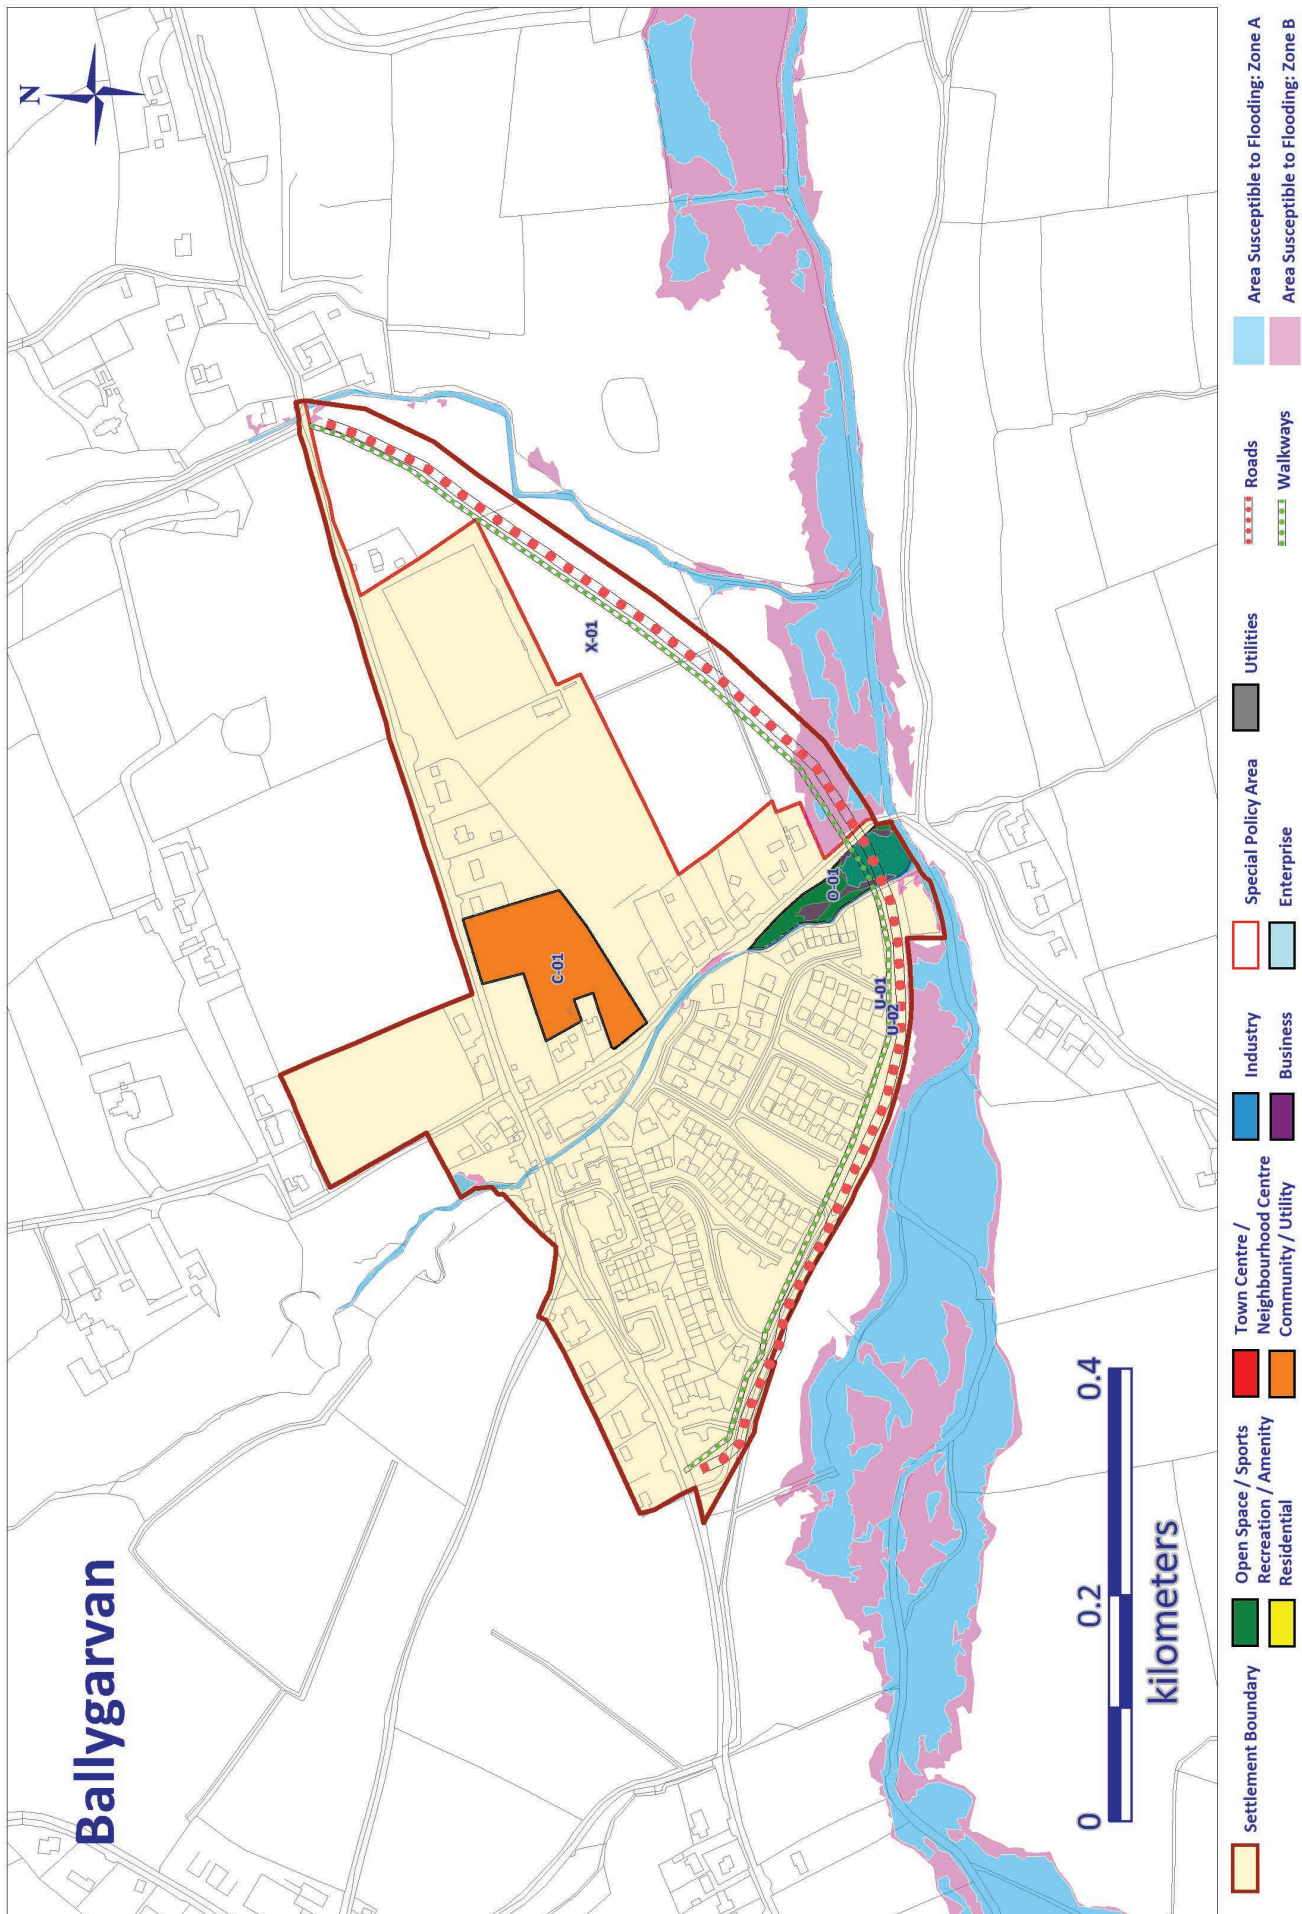 Ballygarvan
N
X-01
C-01
O-01
U-01
U-02
0 0.2 0.4
kilometers
Settlement Boundary
Open Space / Sports
Recreation / Amenity
Residential
Town Centre /
Neighbourhood Centre
Community / Utility
Industry
Business
Special Policy Area
Enterprise
Utilities
Roads
Walkways
Area Susceptible to Flooding: Zone A
Area Susceptible to Flooding: Zone B